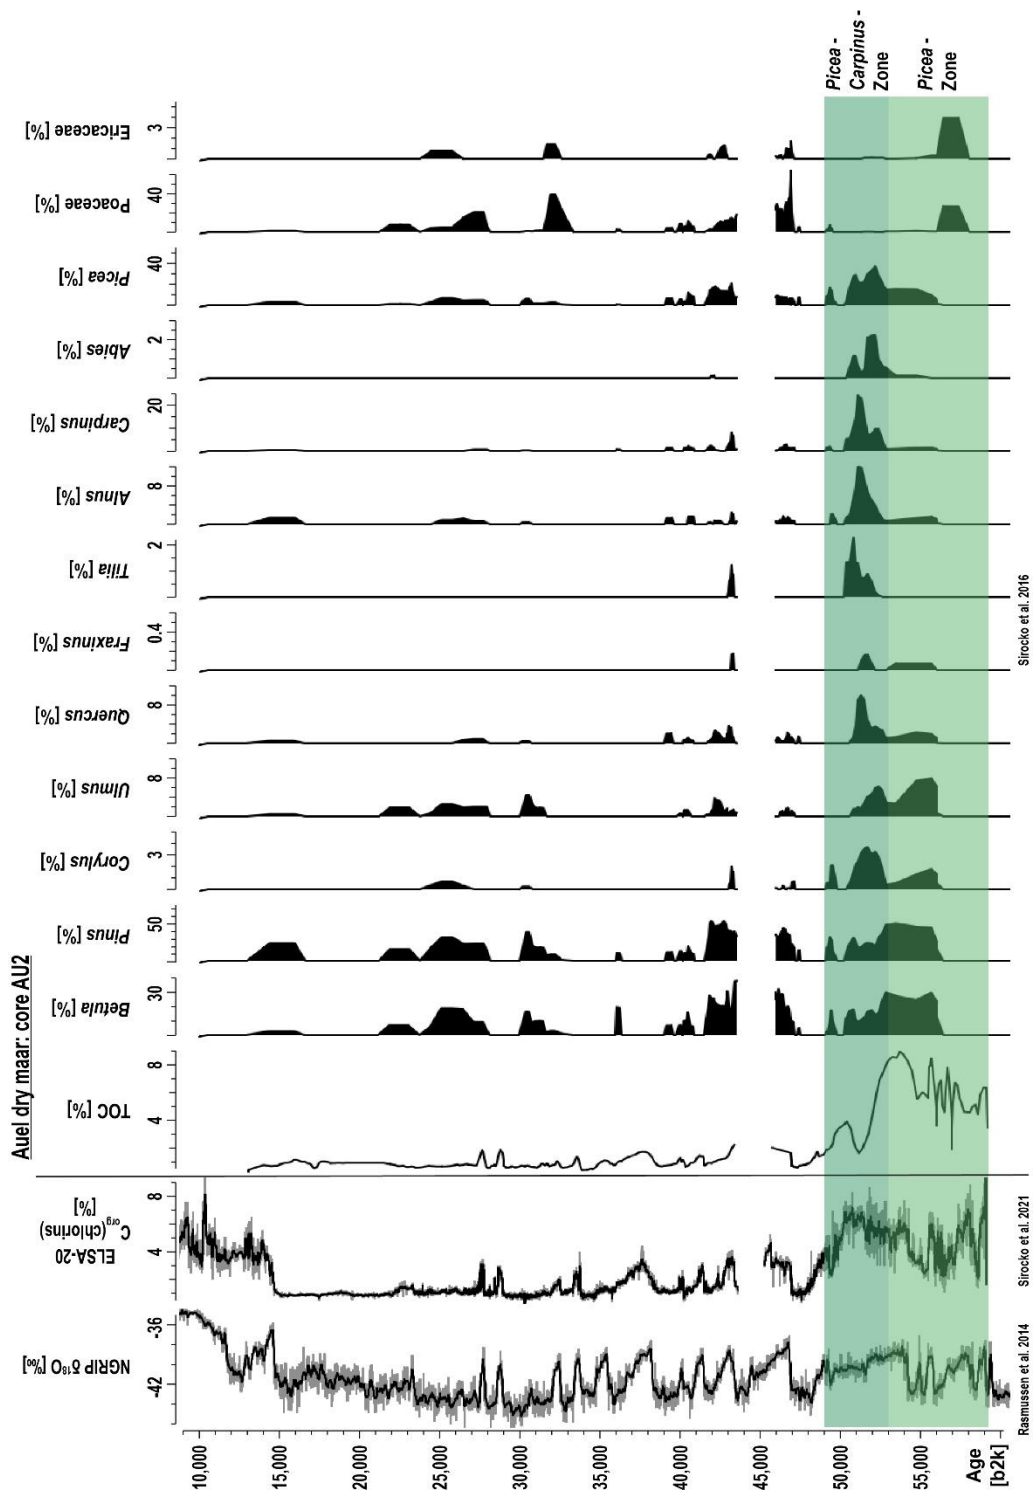 Auel dry maar: core AU2
Ericaceae [%]
3
Poaceae [%]
40
Picea [%]
40
Abies [%]
2
Carpinus [%]
20
Alnus [%]
8
Tilia [%]
2
Fraxinus [%]
0.4
Quercus [%]
8
Ulmus [%]
8
Corylus [%]
3
Pinus [%]
50
Betula [%]
30
TOC [%]
8
4
ELSA-20
Corg(chlorins)
[%]
8
4
NGRIP δ18O [‰]
-36
-42
Picea -
Carpinus -
Zone
Picea -
Zone
Sirocko et al. 2016
Sirocko et al. 2021
Rasmussen et al. 2014
10,000
15,000
20,000
25,000
30,000
35,000
40,000
45,000
50,000
55,000
Age
[b2k]